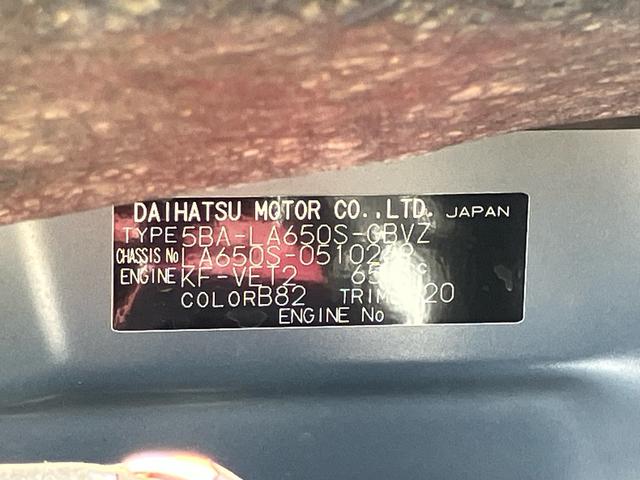 DAIHATSU MOTOR CO.,LTD. JAPAN
TYPE 5BA-LA650S-GBVZ
CHASSIS No
ENGINE KF-VET2
COLOR B82 TRIM
ENGINE No